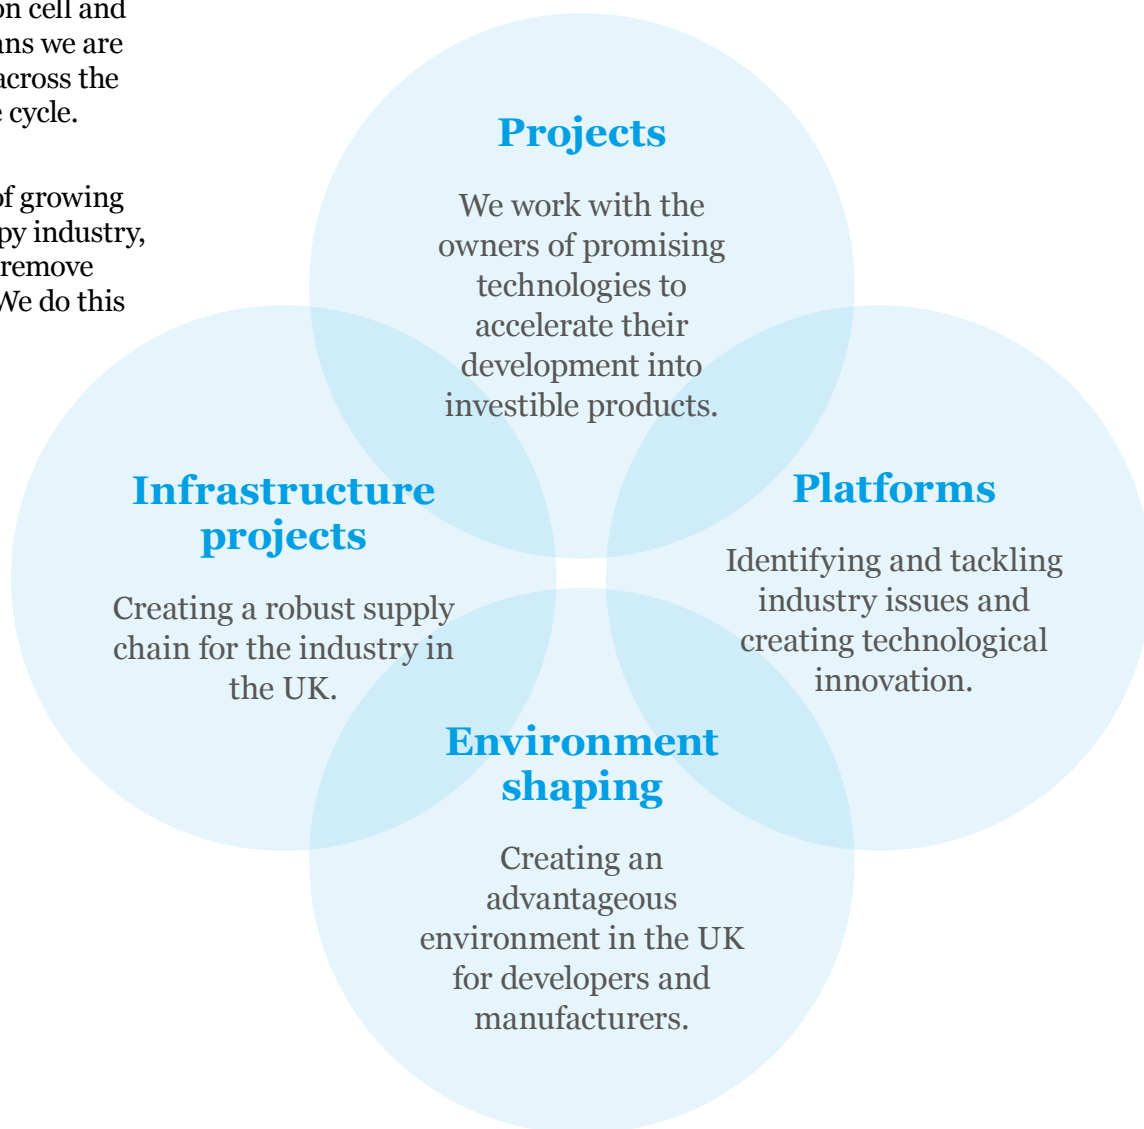 on cell and
ans we are
across the
cycle.
of growing
py industry,
remove
We do this
Projects
We work with the
owners of promising
technologies to
accelerate their
development into
investible products.
Infrastructure
projects
Creating a robust supply
chain for the industry in
the UK.
Platforms
Identifying and tackling
industry issues and
creating technological
innovation.
Environment
shaping
Creating an
advantageous
environment in the UK
for developers and
manufacturers.